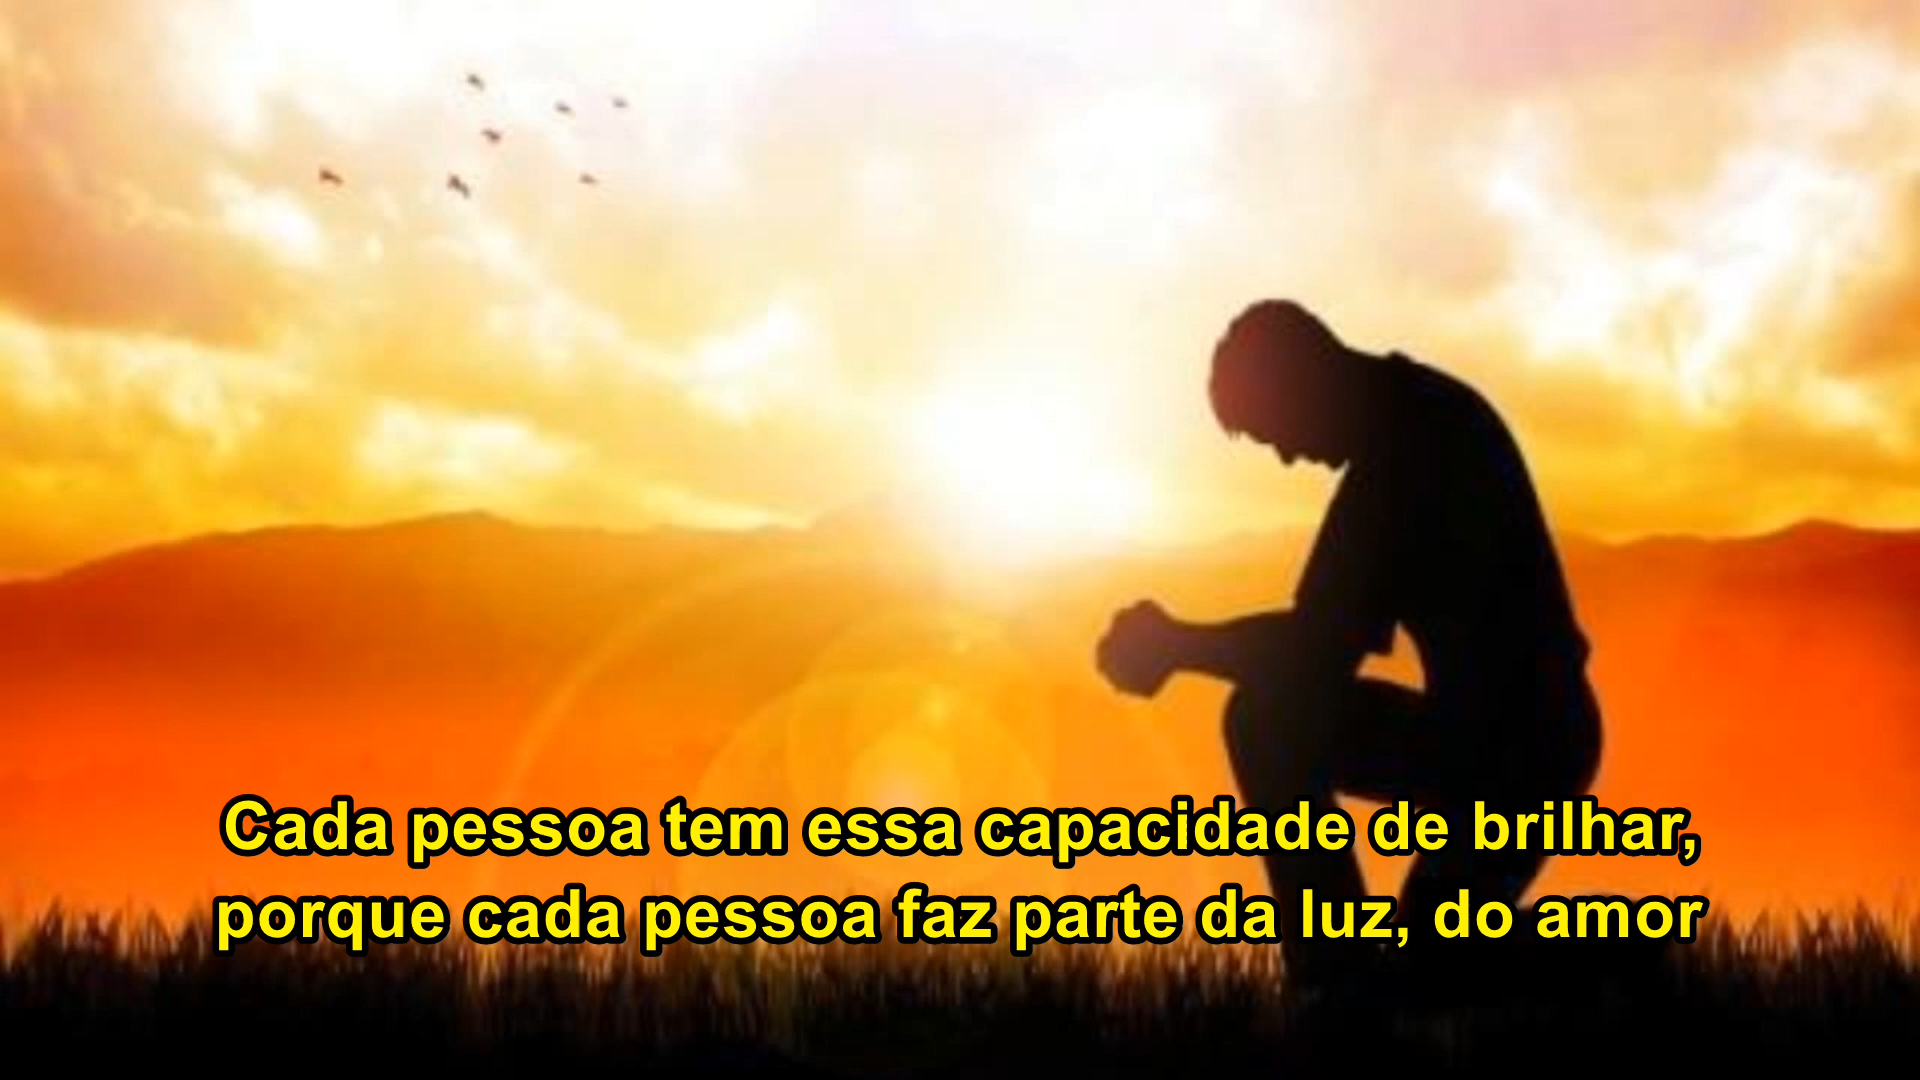 Cada pessoa tem essa capacidade de brilhar,
porque cada pessoa faz parte da luz, do amor